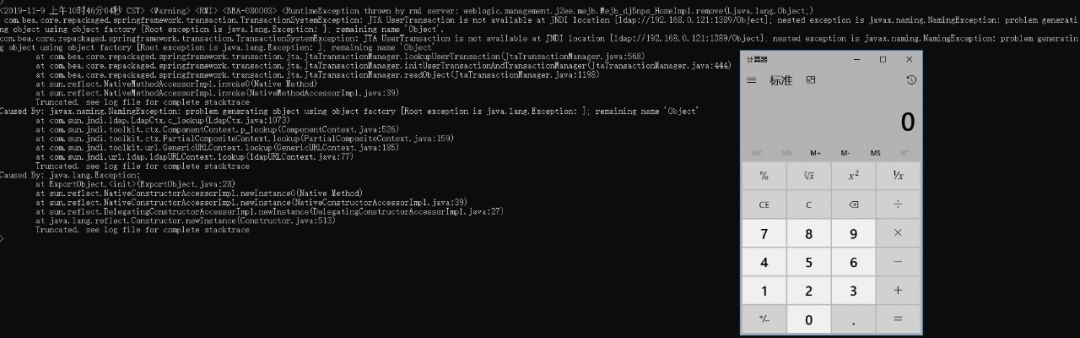 <2019-11-9 上午10时46分04秒 CST> <Warning> <RMI> <BEA-080003> <RuntimeException thrown by rmi server: weblogic.management.j2ee.mejb.Mejb_dj5nps_HomeImpl.remove(Ljava.lang.Object;)
com.bea.core.repackaged.springframework.transaction.TransactionSystemException: JTA UserTransaction is not available at JNDI location [ldap://192.168.0.121:1389/Object]; nested exception is javax.naming.NamingException: problem generati
ng object using object factory [Root exception is java.lang.Exception: ]; remaining name 'Object'.
com.bea.core.repackaged.springframework.transaction.TransactionSystemException: JTA UserTransaction is not available at JNDI location [ldap://192.168.0.121:1389/Object]; nested exception is javax.naming.NamingException: problem generatin
g object using object factory [Root exception is java.lang.Exception: ]; remaining name 'Object'
at com.bea.core.repackaged.springframework.transaction.jta.JtaTransactionManager.lookupUserTransaction(JtaTransactionManager.java:568)
at com.bea.core.repackaged.springframework.transaction.jta.JtaTransactionManager.initUserTransactionAndTransactionManager(JtaTransactionManager.java:444)
at com.bea.core.repackaged.springframework.transaction.jta.JtaTransactionManager.readObject(JtaTransactionManager.java:1198)
at sun.reflect.NativeMethodAccessorImpl.invoke0(Native Method)
at sun.reflect.NativeMethodAccessorImpl.invoke(NativeMethodAccessorImpl.java:39)
Truncated. see log file for complete stacktrace
Caused By: javax.naming.NamingException: problem generating object using object factory [Root exception is java.lang.Exception: ]; remaining name 'Object'
at com.sun.jndi.ldap.LdapCtx.c_lookup(LdapCtx.java:1073)
at com.sun.jndi.toolkit.ctx.ComponentContext.p_lookup(ComponentContext.java:526)
at com.sun.jndi.toolkit.ctx.PartialCompositeContext.lookup(PartialCompositeContext.java:159)
at com.sun.jndi.toolkit.url.GenericURLContext.lookup(GenericURLContext.java:185)
at com.sun.jndi.url.ldap.ldapURLContext.lookup(ldapURLContext.java:77)
Truncated. see log file for complete stacktrace
Caused By: java.lang.Exception:
at ExportObject.<init>(ExportObject.java:28)
at sun.reflect.NativeConstructorAccessorImpl.newInstance0(Native Method)
at sun.reflect.NativeConstructorAccessorImpl.newInstance(NativeConstructorAccessorImpl.java:39)
at sun.reflect.DelegatingConstructorAccessorImpl.newInstance(DelegatingConstructorAccessorImpl.java:27)
at java.lang.reflect.Constructor.newInstance(Constructor.java:513)
Truncated. see log file for complete stacktrace
>
计算器
标准
0
MC MR M+ M- MS M˅
% ∛x x² ¹/x
CE C ⌫ ÷
7 8 9 ×
4 5 6 −
1 2 3 +
+/− 0 . =